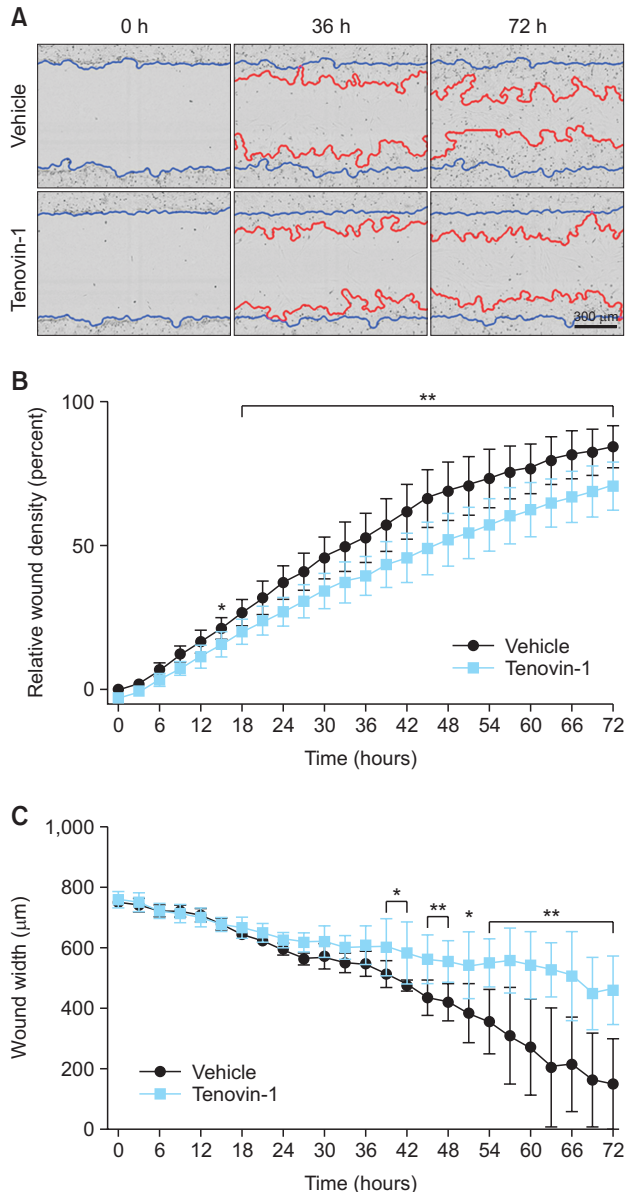 A
0 h 36 h 72 h
Vehicle
Tenovin-1
300 μm
B
Relative wound density (percent)
100
50
0
**
*
Vehicle
Tenovin-1
0 6 12 18 24 30 36 42 48 54 60 66 72
Time (hours)
C
Wound width (μm)
1,000
800
600
400
200
0
* ** * **
Vehicle
Tenovin-1
0 6 12 18 24 30 36 42 48 54 60 66 72
Time (hours)